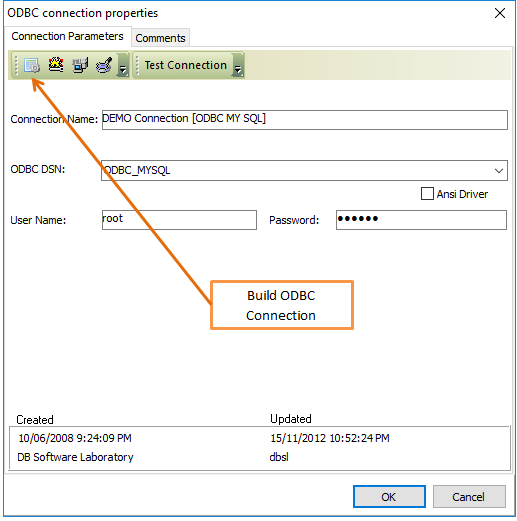 ODBC connection properties
Connection Parameters Comments
Test Connection
Connection Name: DEMO Connection [ODBC MY SQL]
ODBC DSN: ODBC_MYSQL
Ansi Driver
User Name: root Password: ●●●●●●
Build ODBC
Connection
Created Updated
10/06/2008 9:24:09 PM 15/11/2012 10:52:24 PM
DB Software Laboratory dbsl
OK Cancel